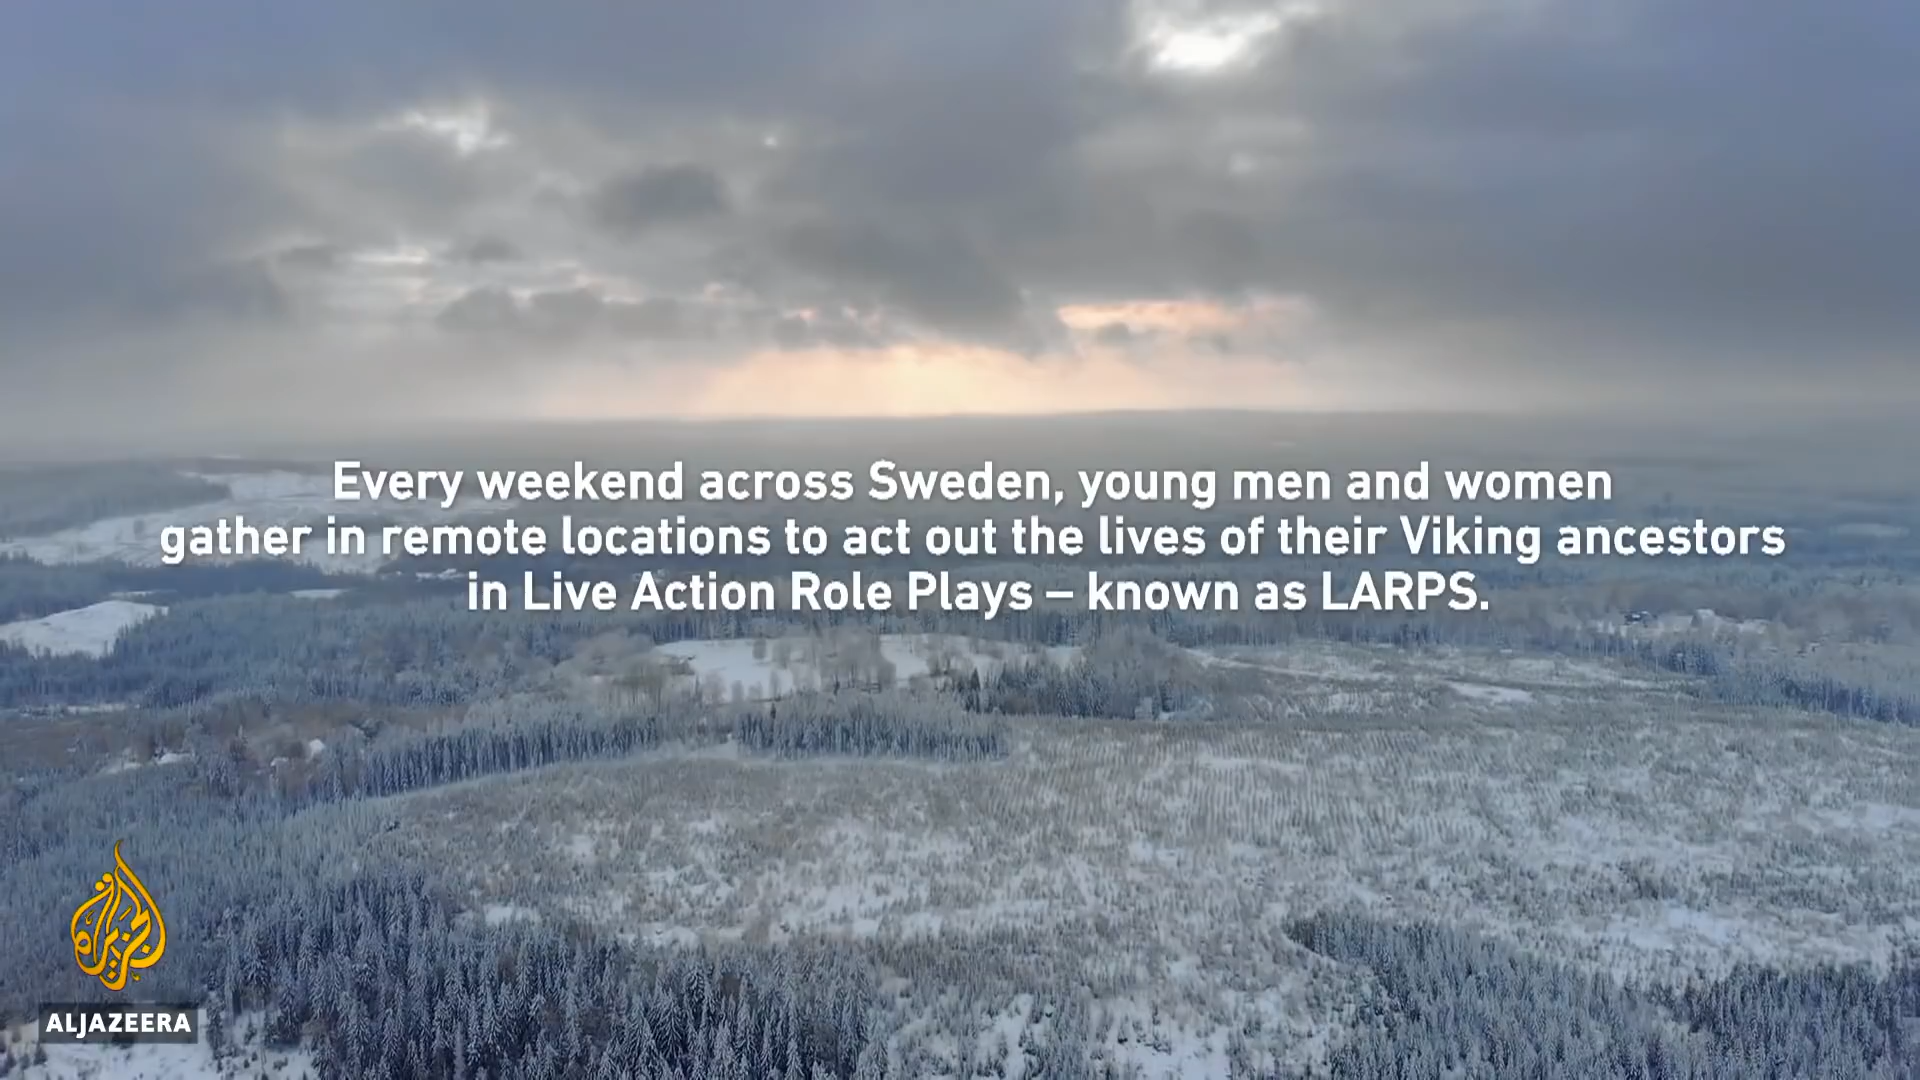 Every weekend across Sweden, young men and women
gather in remote locations to act out the lives of their Viking ancestors
in Live Action Role Plays – known as LARPS.
الجزيرة
ALJAZEERA